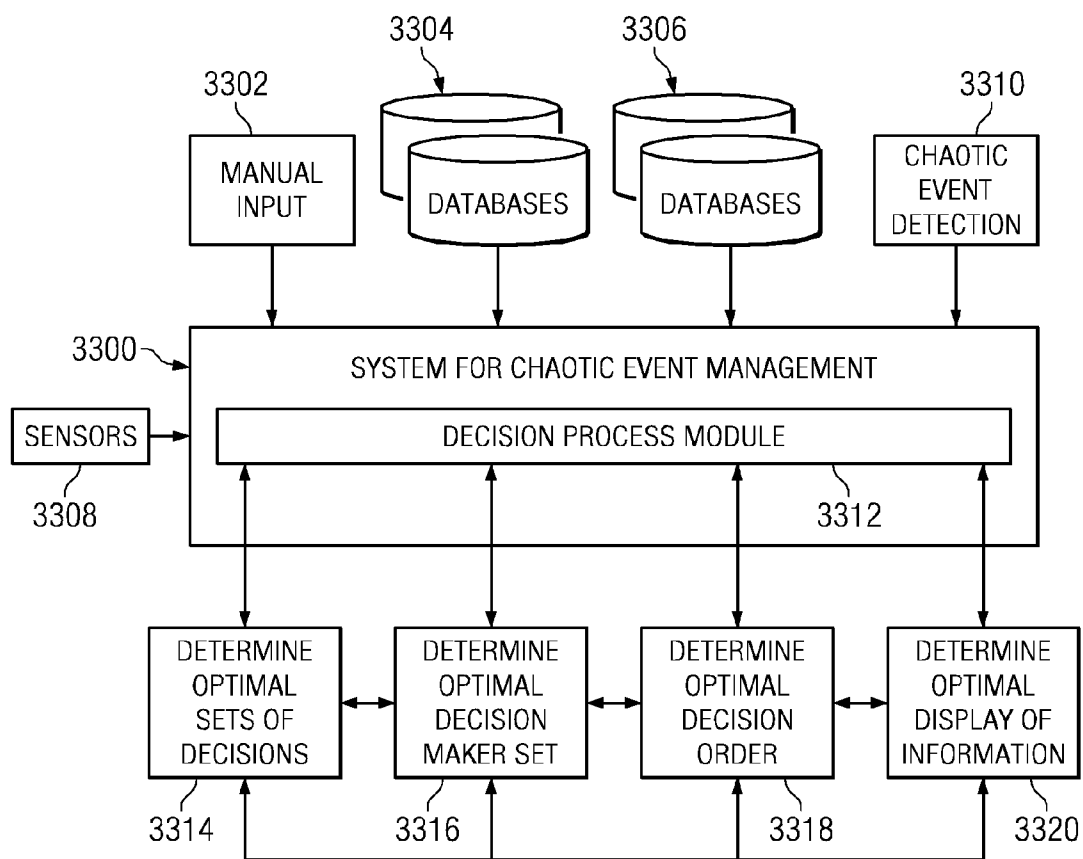 3304
3306
3302
3310
MANUAL
INPUT
DATABASES
DATABASES
CHAOTIC
EVENT
DETECTION
3300
SYSTEM FOR CHAOTIC EVENT MANAGEMENT
SENSORS
DECISION PROCESS MODULE
3308
3312
DETERMINE
OPTIMAL
SETS OF
DECISIONS
DETERMINE
OPTIMAL
DECISION
MAKER SET
DETERMINE
OPTIMAL
DECISION
ORDER
DETERMINE
OPTIMAL
DISPLAY OF
INFORMATION
3314
3316
3318
3320